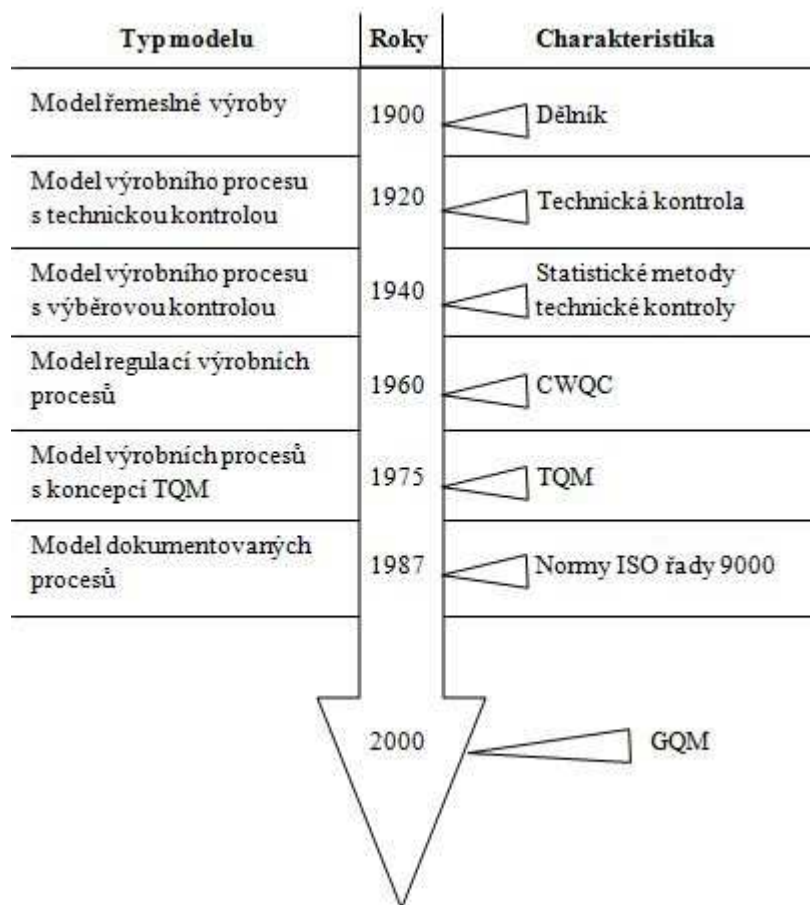 Typ modelu Roky Charakteristika
Model řemeslné výroby 1900 Dělník
Model výrobního procesu
s technickou kontrolou 1920 Technická kontrola
Model výrobního procesu
s výběrovou kontrolou 1940 Statistické metody
technické kontroly
Model regulací výrobních
procesů 1960 CWQC
Model výrobních procesů
s koncepcí TQM 1975 TQM
Model dokumentovaných
procesů 1987 Normy ISO řady 9000
2000 GQM